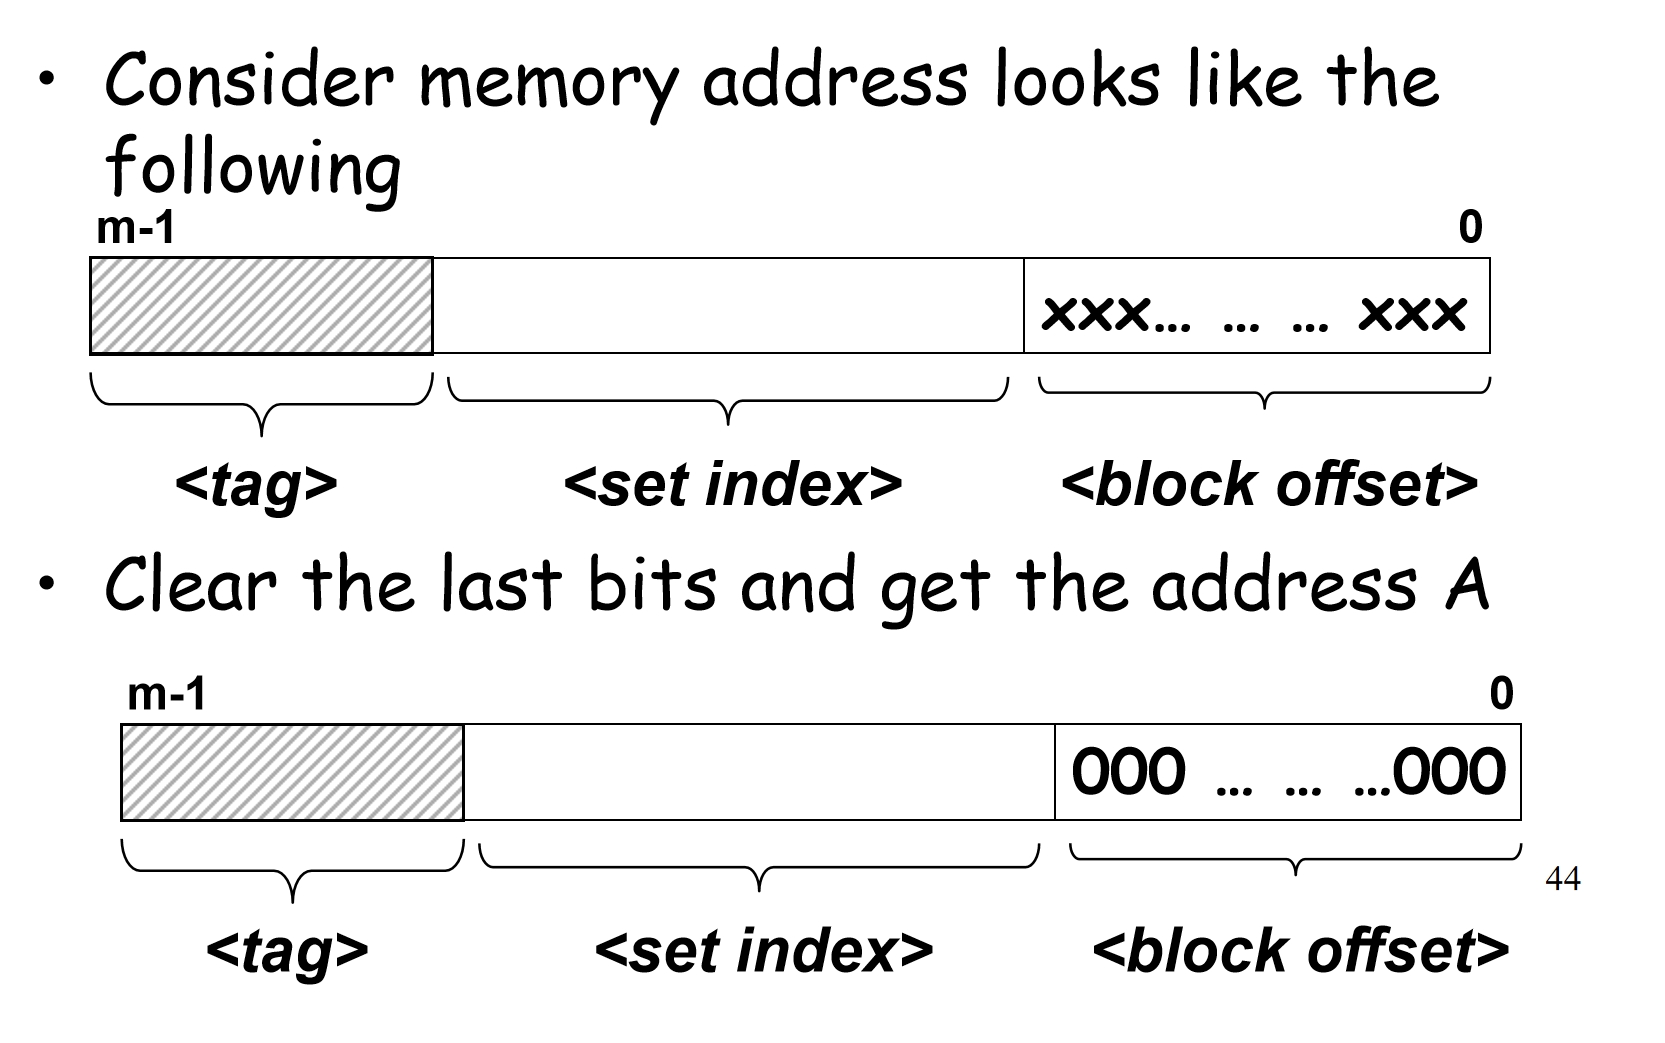 • Consider memory address looks like the
following
m-1 0
xxx... ... ... xxx
<tag> <set index> <block offset>
• Clear the last bits and get the address A
m-1 0
000 ... ... ...000
44
<tag> <set index> <block offset>